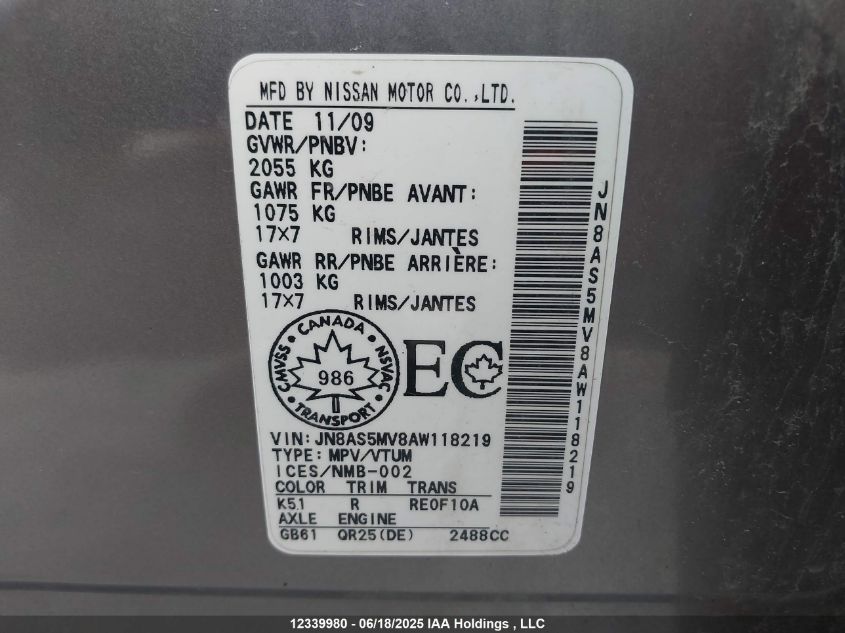 MFD BY NISSAN MOTOR CO.,LTD.
DATE 11/09
GVWR/PNBV:
2055 KG
GAWR FR/PNBE AVANT:
1075 KG
17×7 RIMS/JANTES
GAWR RR/PNBE ARRIÈRE:
1003 KG
17×7 RIMS/JANTES
CANADA
CMVSS NSVAC
986
TRANSPORT
EC
VIN:JN8AS5MV8AW118219
TYPE:MPV/VTUM
ICES/NMB-002
COLOR TRIM TRANS
K51 R RE0F10A
AXLE ENGINE
GB61 QR25(DE) 2488CC
JN8AS5MV8AW118219
12339980 - 06/18/2025 IAA Holdings , LLC